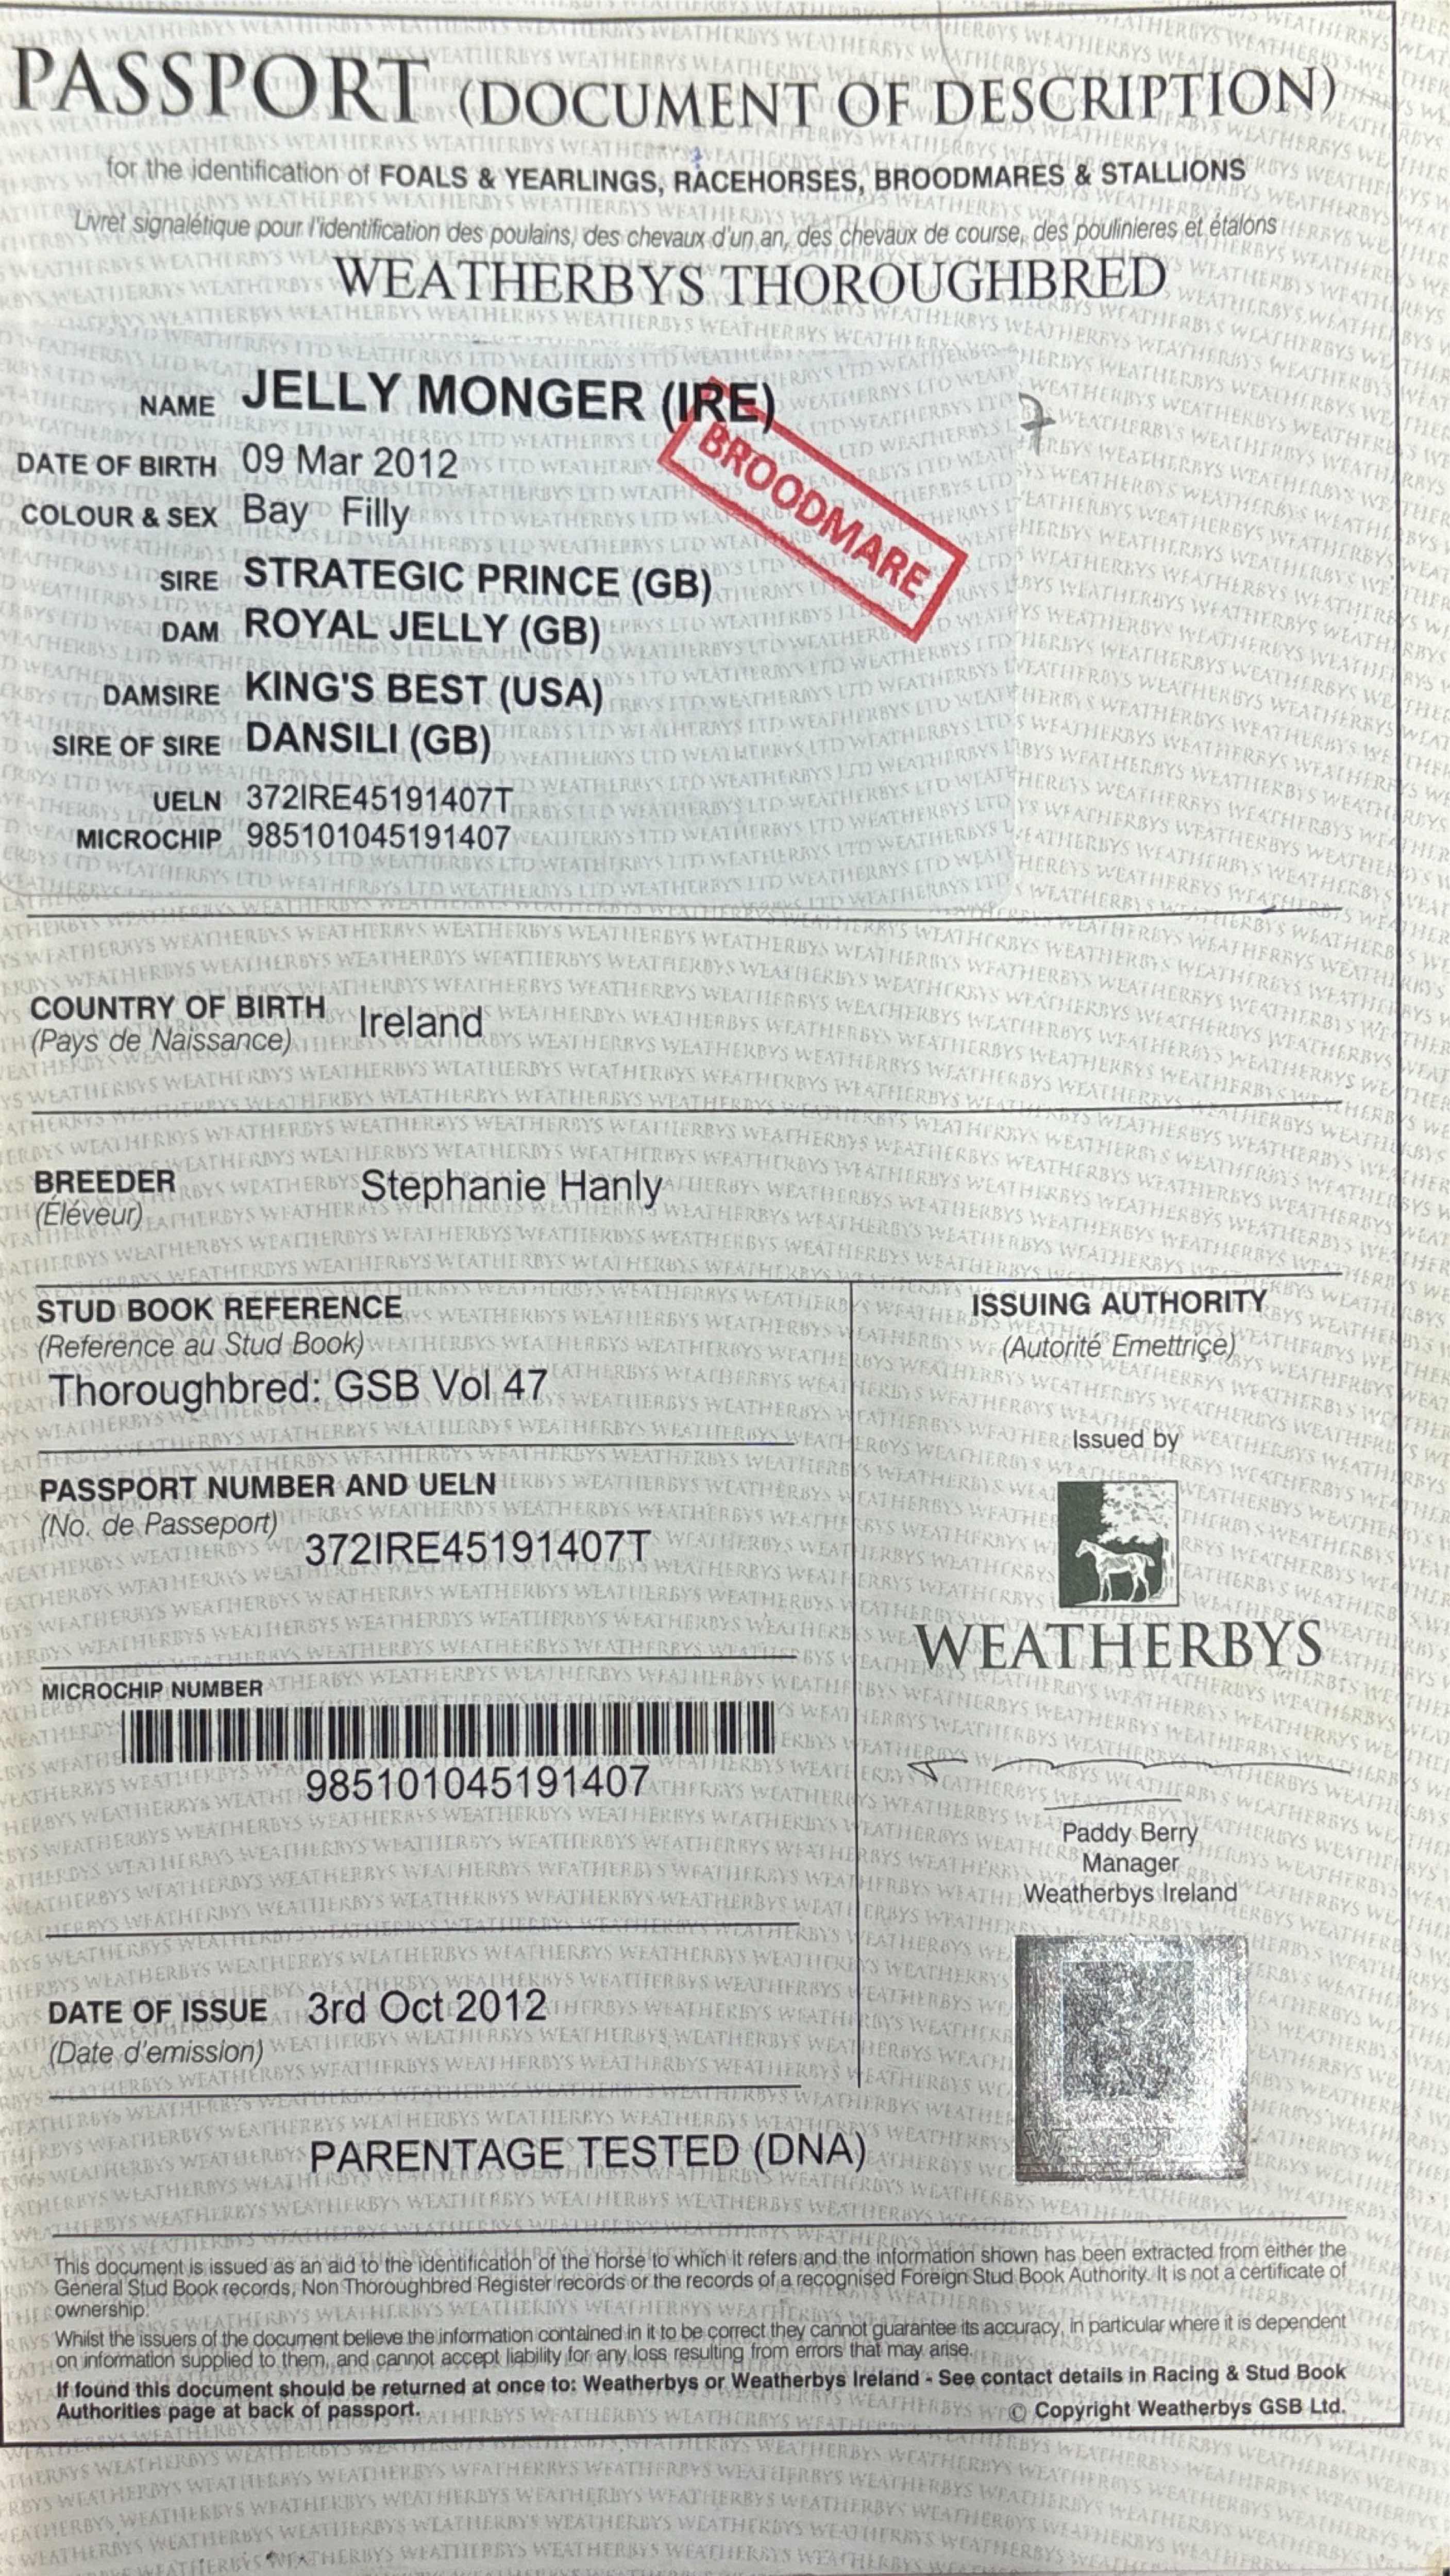 PASSPORT (DOCUMENT OF DESCRIPTION)
for the identification of FOALS & YEARLINGS, RACEHORSES, BROODMARES & STALLIONS
Livret signalétique pour l'identification des poulains, des chevaux d'un an, des chevaux de course, des poulinieres et étalons
WEATHERBYS THOROUGHBRED
NAME JELLY MONGER (IRE)
BROODMARE
DATE OF BIRTH 09 Mar 2012
COLOUR & SEX Bay Filly
SIRE STRATEGIC PRINCE (GB)
DAM ROYAL JELLY (GB)
DAMSIRE KING'S BEST (USA)
SIRE OF SIRE DANSILI (GB)
UELN 372IRE45191407T
MICROCHIP 985101045191407
COUNTRY OF BIRTH Ireland
(Pays de Naissance)
BREEDER Stephanie Hanly
(Éléveur)
STUD BOOK REFERENCE
(Reference au Stud Book)
Thoroughbred: GSB Vol 47
PASSPORT NUMBER AND UELN
(No. de Passeport)
372IRE45191407T
MICROCHIP NUMBER
985101045191407
DATE OF ISSUE 3rd Oct 2012
(Date d'emission)
ISSUING AUTHORITY
(Autorité Emettriçe)
Issued by
WEATHERBYS
Paddy Berry
Manager
Weatherbys Ireland
PARENTAGE TESTED (DNA)
This document is issued as an aid to the identification of the horse to which it refers and the information shown has been extracted from either the
General Stud Book records, Non Thoroughbred Register records or the records of a recognised Foreign Stud Book Authority. It is not a certificate of
ownership.
Whilst the issuers of the document believe the information contained in it to be correct they cannot guarantee its accuracy, in particular where it is dependent
on information supplied to them, and cannot accept liability for any loss resulting from errors that may arise.
If found this document should be returned at once to: Weatherbys or Weatherbys Ireland - See contact details in Racing & Stud Book
Authorities page at back of passport.
© Copyright Weatherbys GSB Ltd.